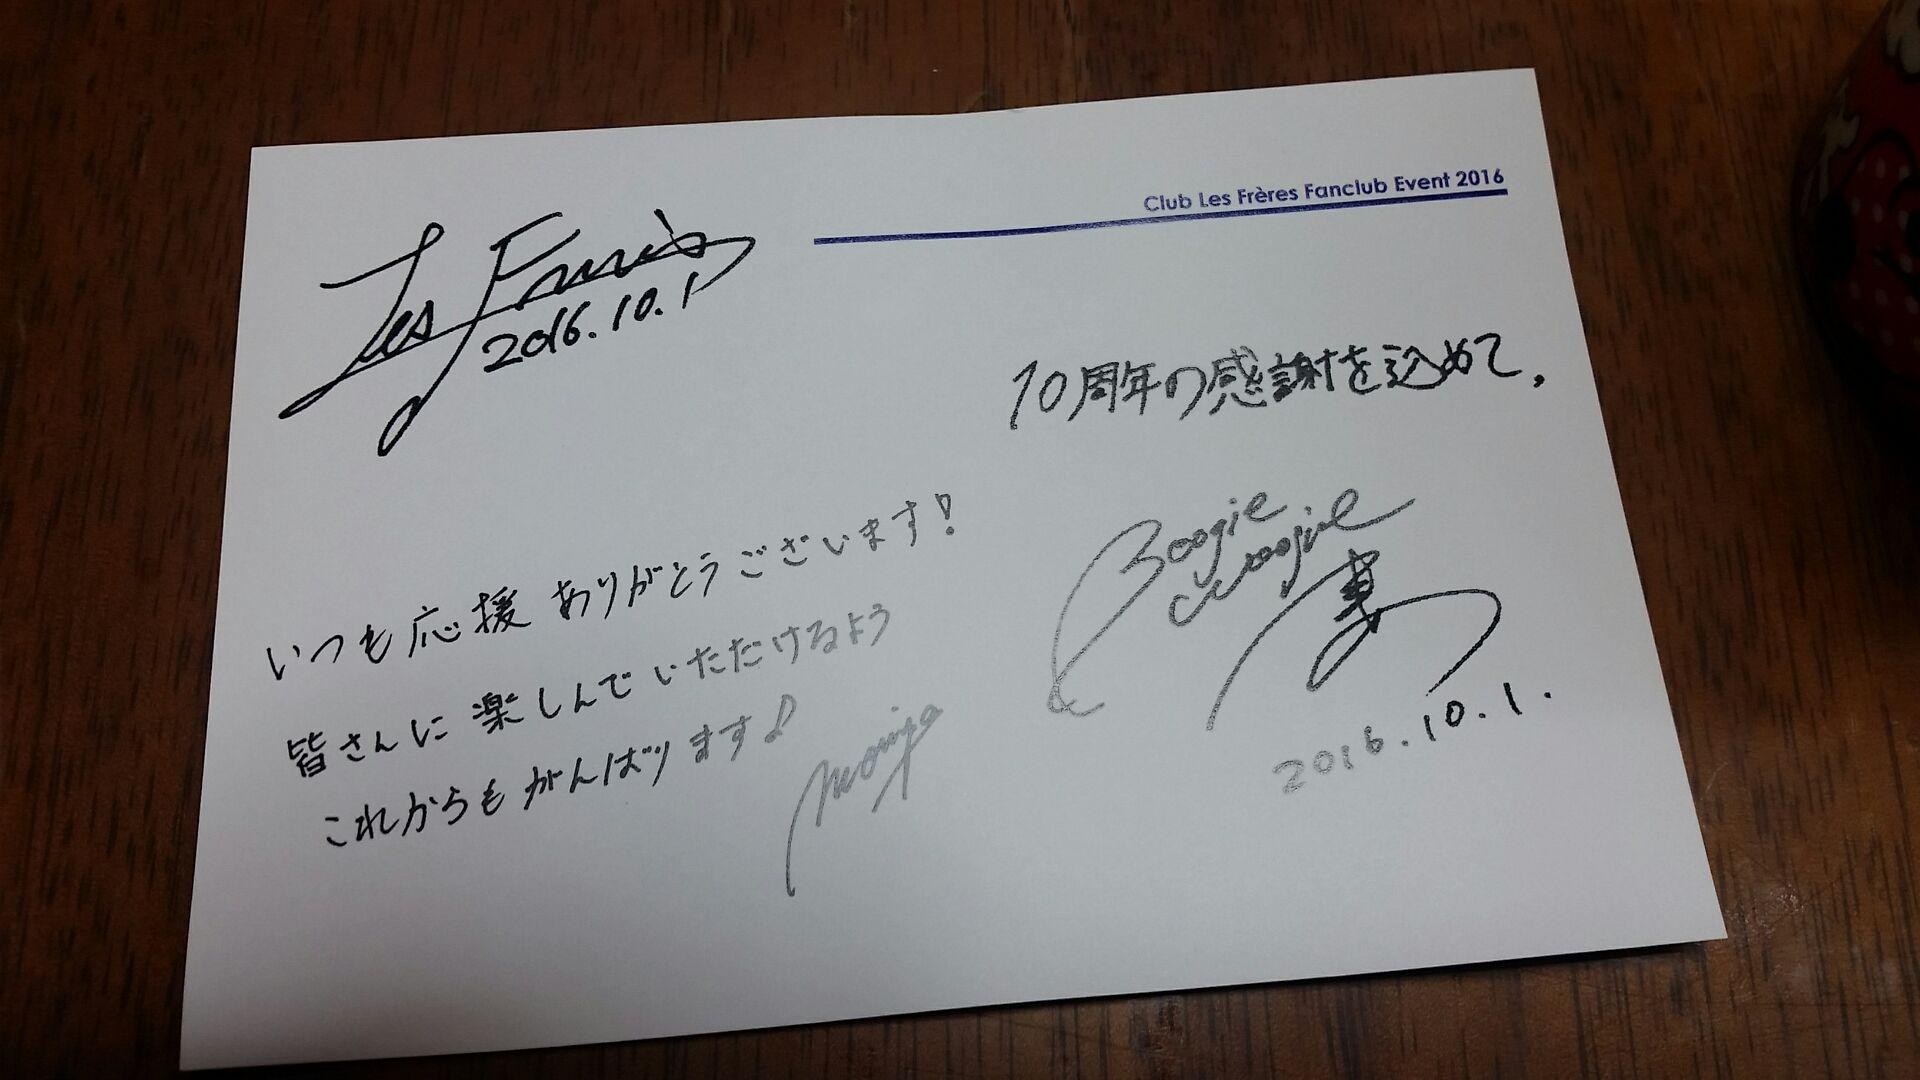 Club Les Frères Fanclub Event 2016
Les Frères
2016.10.1
10周年の感謝を込めて,
Boogie
woogie
2016.10.1.
いつも応援ありがとうございます!
皆さんに楽しんでいただけるよう
これからもがんばります♪
moriya